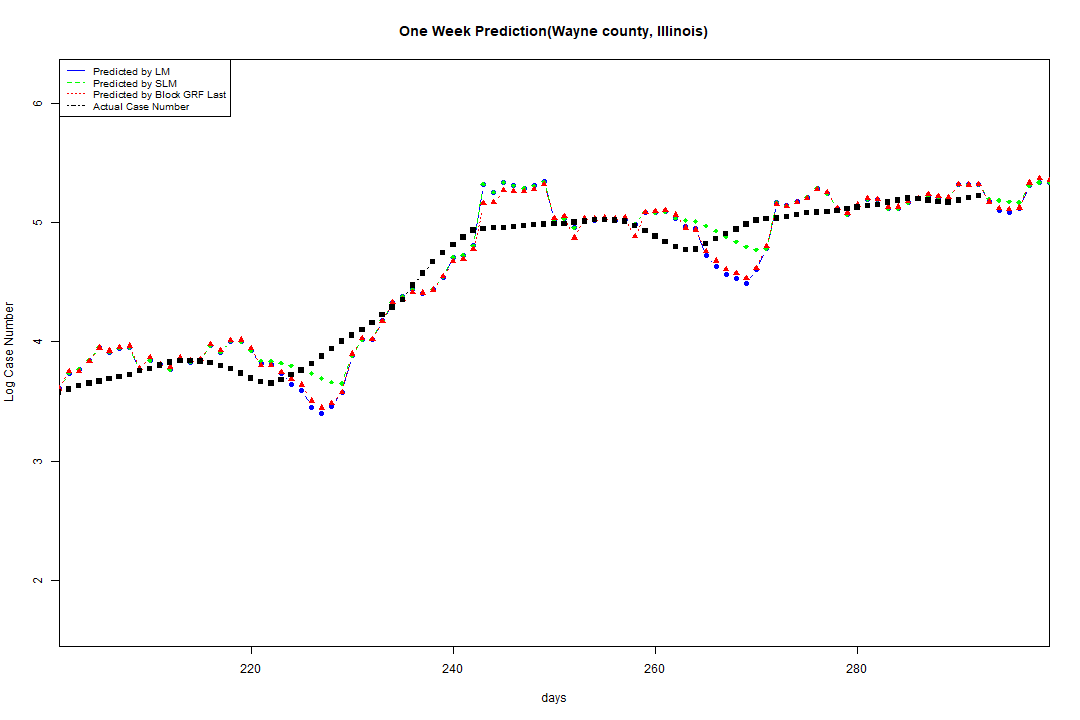 One Week Prediction(Wayne county, Illinois)
Predicted by LM
Predicted by SLM
Predicted by Block GRF Last
Actual Case Number
6
5
4
3
2
Log Case Number
220 240 260 280
days